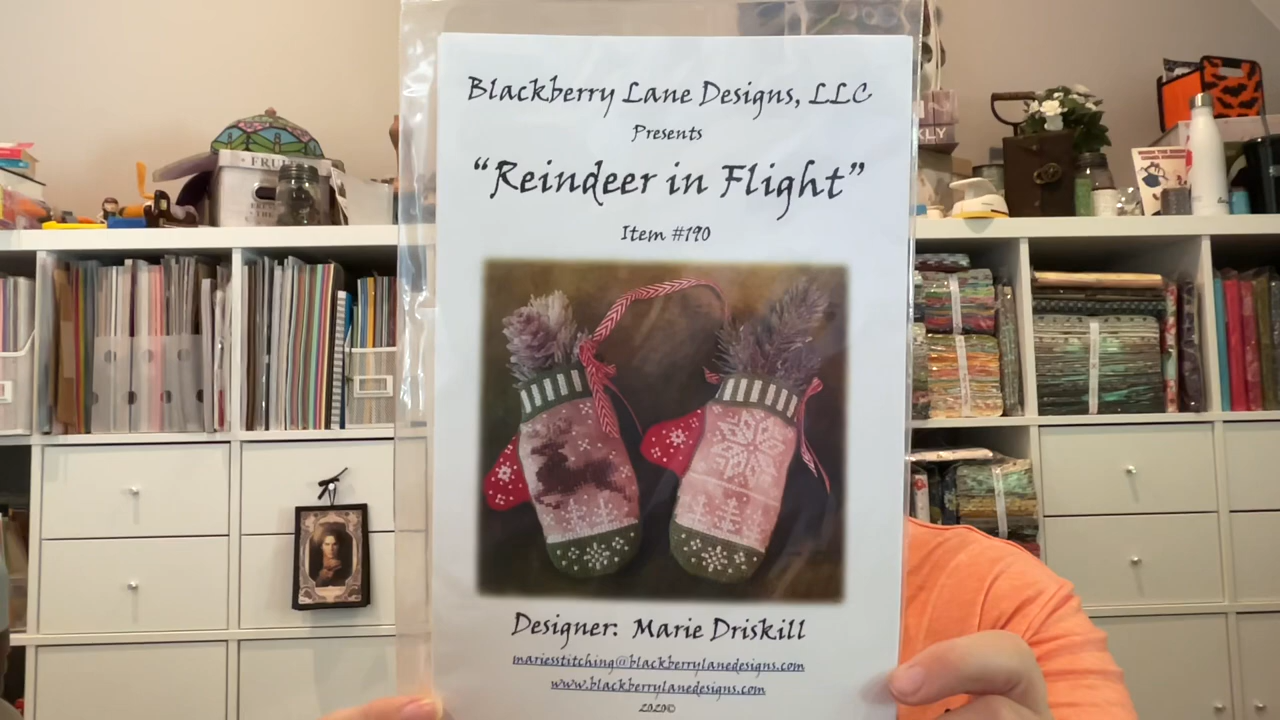 Blackberry Lane Designs, LLC
Presents
“Reindeer in Flight”
Item #190
Designer: Marie Driskill
mariesstitching@blackberrylanedesigns.com
www.blackberrylanedesigns.com
2020©